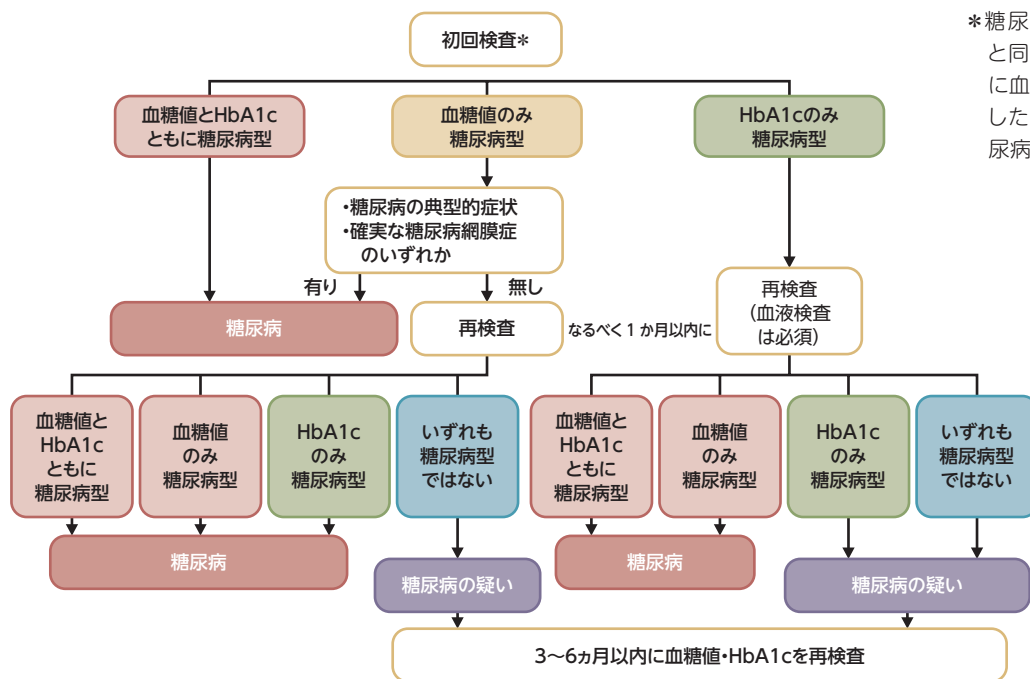 初回検査*
*糖尿
と同
に血
した
尿病
血糖値とHbA1c
ともに糖尿病型
血糖値のみ
糖尿病型
HbA1cのみ
糖尿病型
・糖尿病の典型的症状
・確実な糖尿病網膜症
のいずれか
有り
無し
糖尿病
再検査
なるべく1か月以内に
再検査
(血液検査
は必須)
血糖値と
HbA1c
ともに
糖尿病型
血糖値
のみ
糖尿病型
HbA1c
のみ
糖尿病型
いずれも
糖尿病型
ではない
血糖値と
HbA1c
ともに
糖尿病型
血糖値
のみ
糖尿病型
HbA1c
のみ
糖尿病型
いずれも
糖尿病型
ではない
糖尿病
糖尿病の疑い
糖尿病
糖尿病の疑い
3〜6ヵ月以内に血糖値・HbA1cを再検査